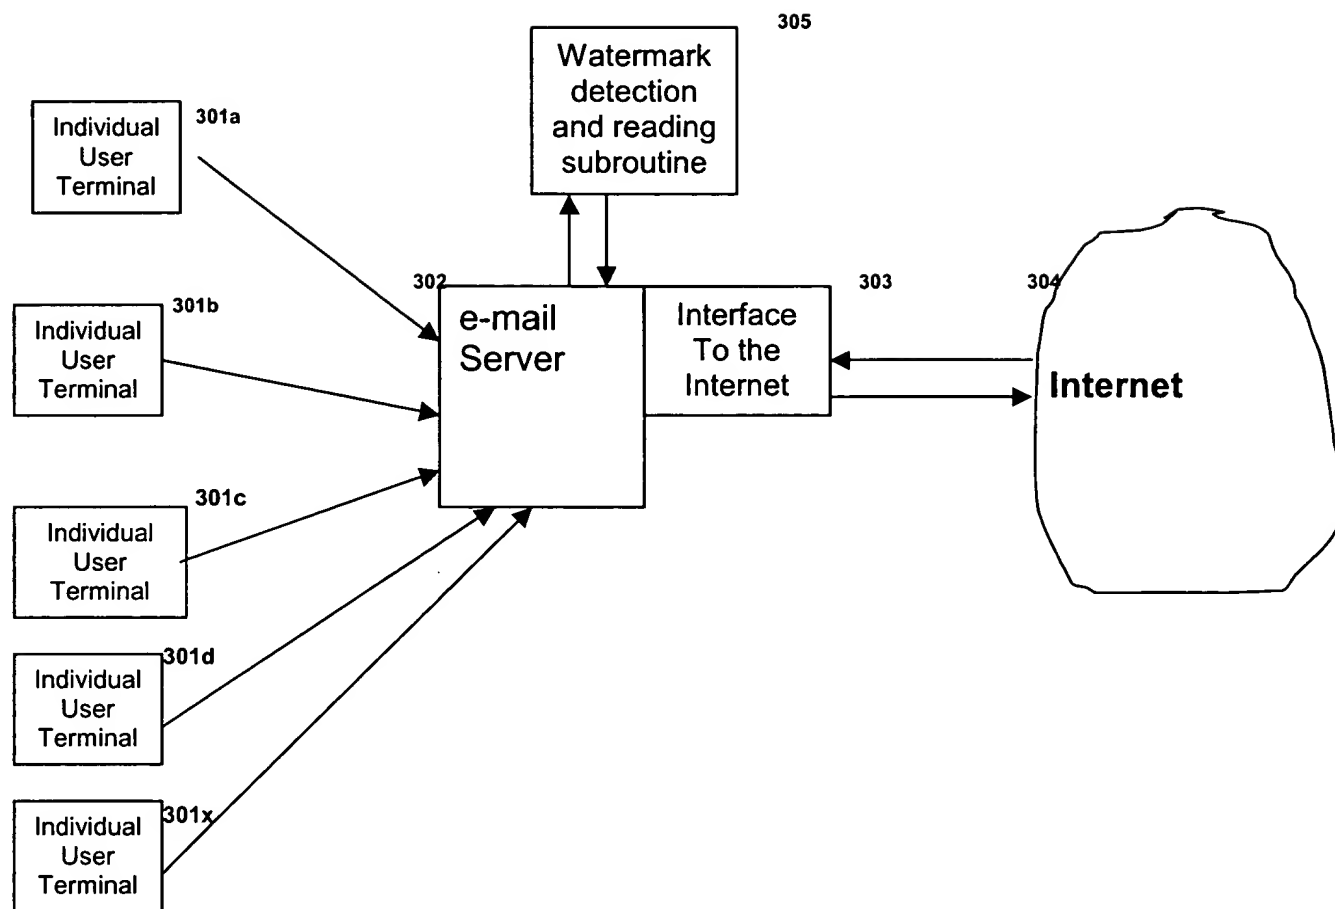 305
Watermark
detection
and reading
subroutine
301a
Individual
User
Terminal
302
e-mail
Server
Interface
To the
Internet
303
304
Internet
301b
Individual
User
Terminal
301c
Individual
User
Terminal
301d
Individual
User
Terminal
301x
Individual
User
Terminal